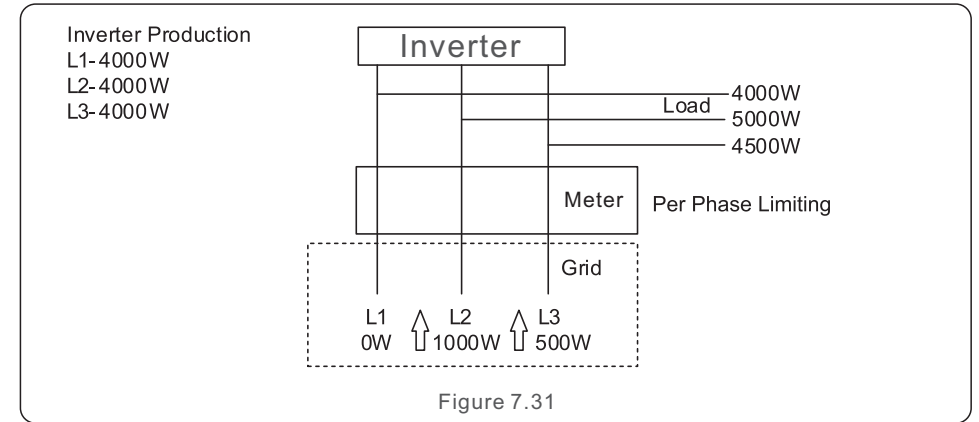 Inverter Production
L1-4000W
L2-4000W
L3-4000W
Inverter
Load
4000W
5000W
4500W
Meter
Per Phase Limiting
Grid
L1 L2 L3
0W 1000W 500W
Figure 7.31